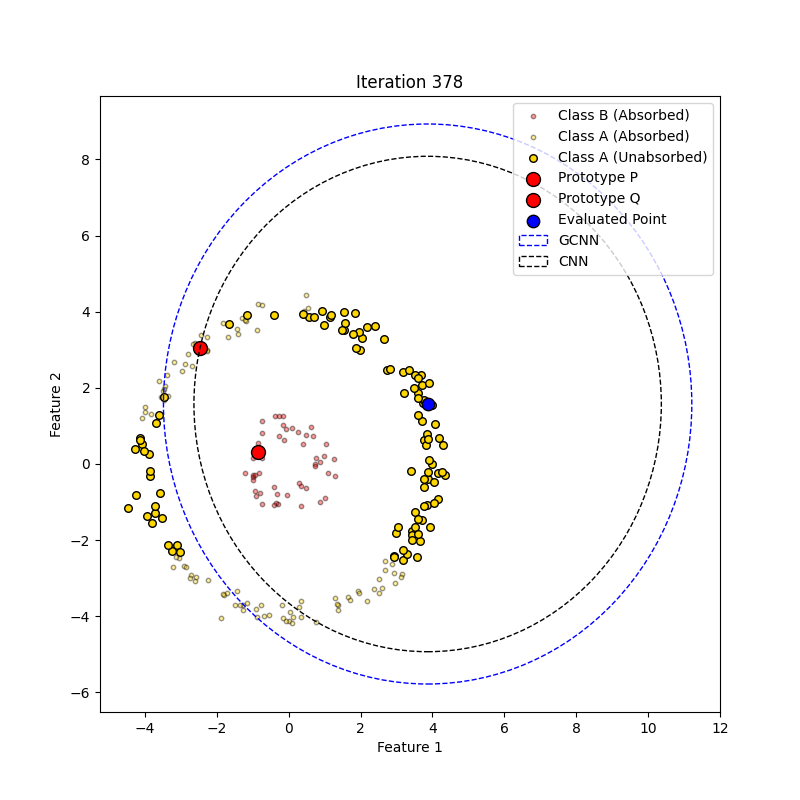 Iteration 378
Class B (Absorbed)
Class A (Absorbed)
Class A (Unabsorbed)
Prototype P
Prototype Q
Evaluated Point
GCNN
CNN
8
6
4
2
0
−2
−4
−6
Feature 2
−4 −2 0 2 4 6 8 10 12
Feature 1